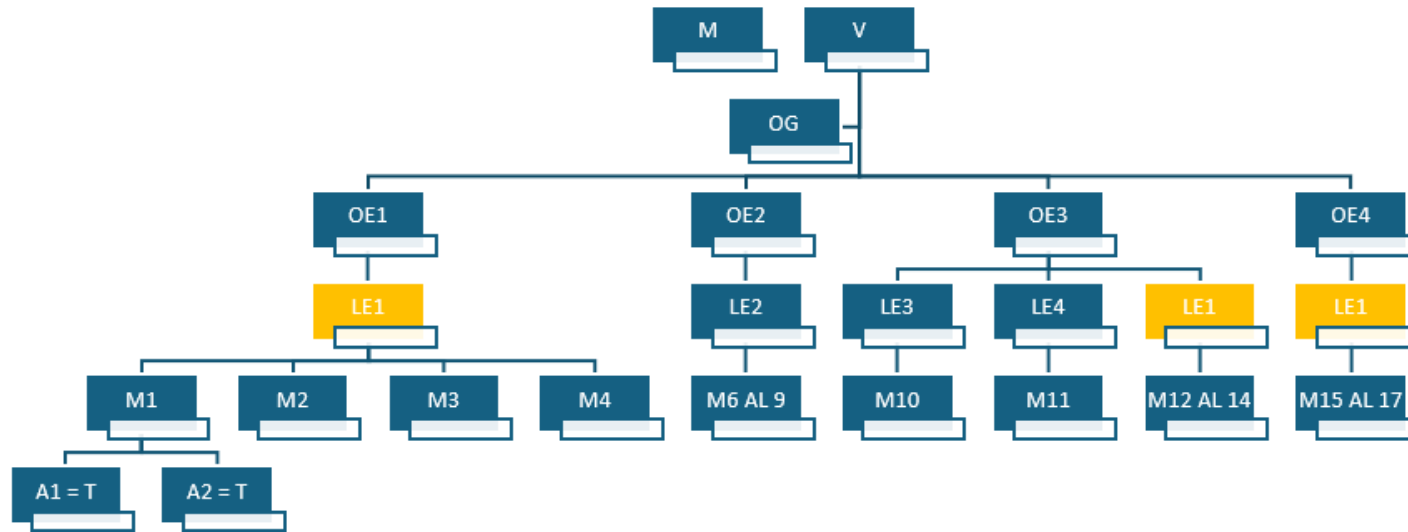 M
V
OG
OE1
OE2
OE3
OE4
LE1
LE2
LE3
LE4
LE1
LE1
M1
M2
M3
M4
M6 AL 9
M10
M11
M12 AL 14
M15 AL 17
A1 = T
A2 = T